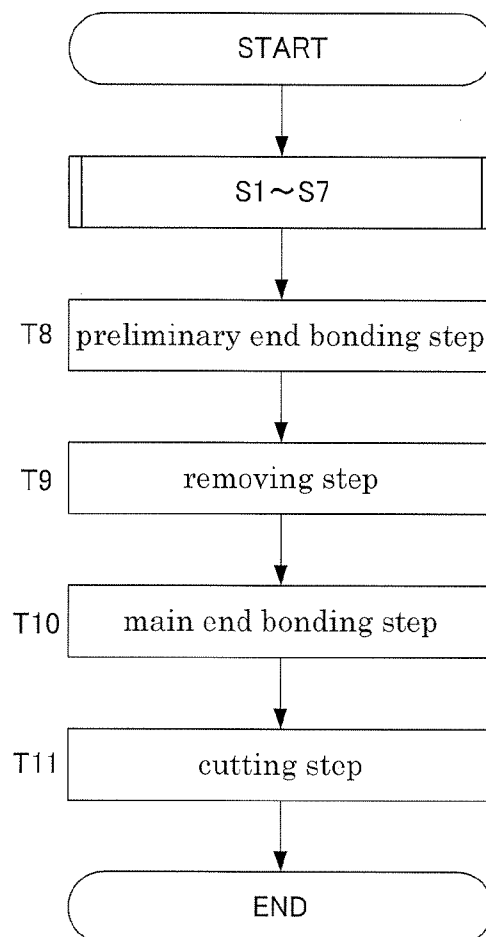 START
S1~S7
T8 preliminary end bonding step
T9 removing step
T10 main end bonding step
T11 cutting step
END